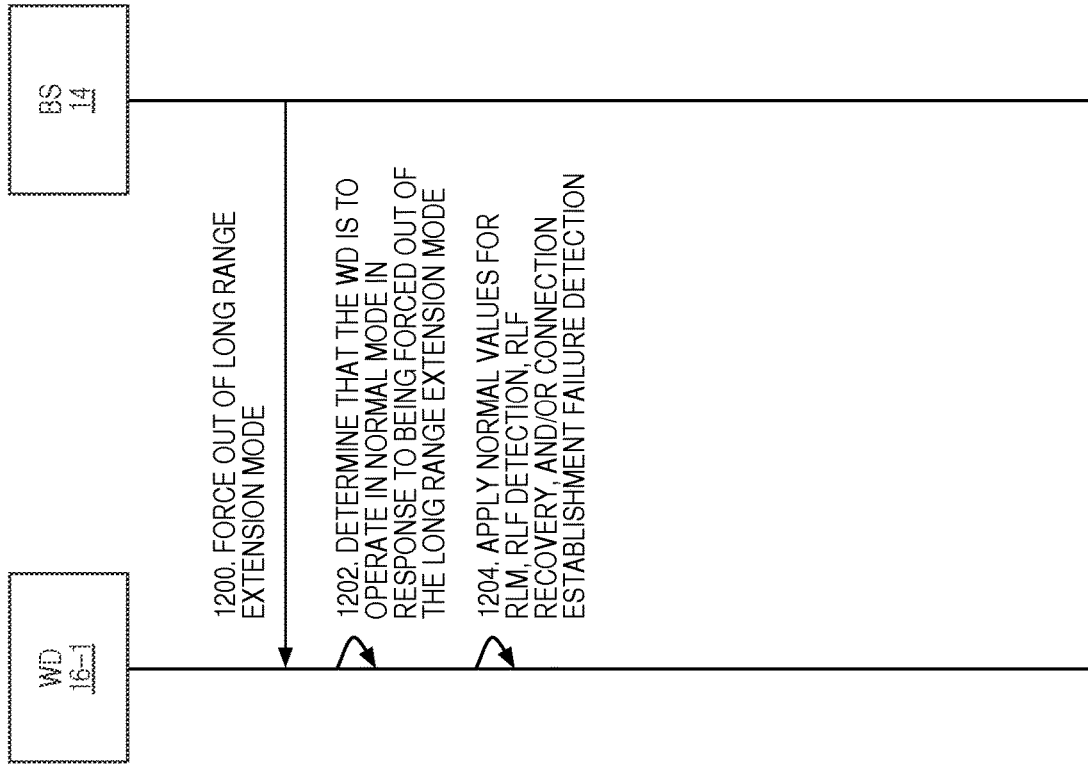 WD
16-1
BS
14
1200. FORCE OUT OF LONG RANGE
EXTENSION MODE
1202. DETERMINE THAT THE WD IS TO
OPERATE IN NORMAL MODE IN
RESPONSE TO BEING FORCED OUT OF
THE LONG RANGE EXTENSION MODE
1204. APPLY NORMAL VALUES FOR
RLM, RLF DETECTION, RLF
RECOVERY, AND/OR CONNECTION
ESTABLISHMENT FAILURE DETECTION